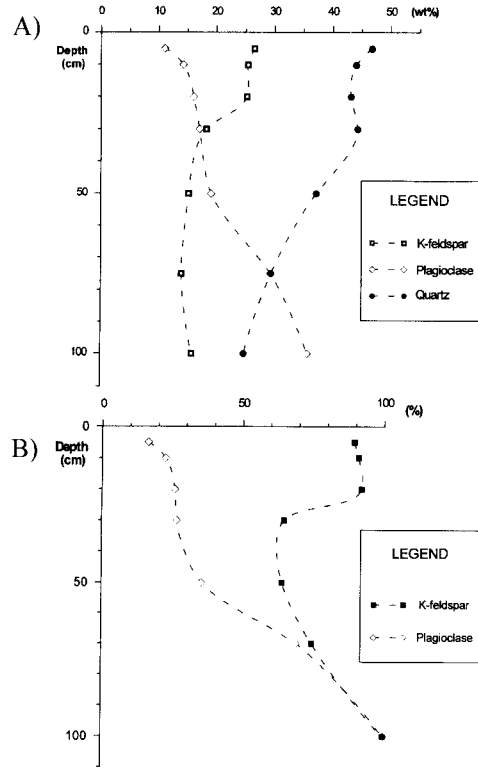 A)
0 10 20 30 40 50 (wt%)
Depth
(cm)
0
50
100
LEGEND
K-feldspar
Plagioclase
Quartz
B)
0 50 100 (%)
Depth
(cm)
0
50
100
LEGEND
K-feldspar
Plagioclase